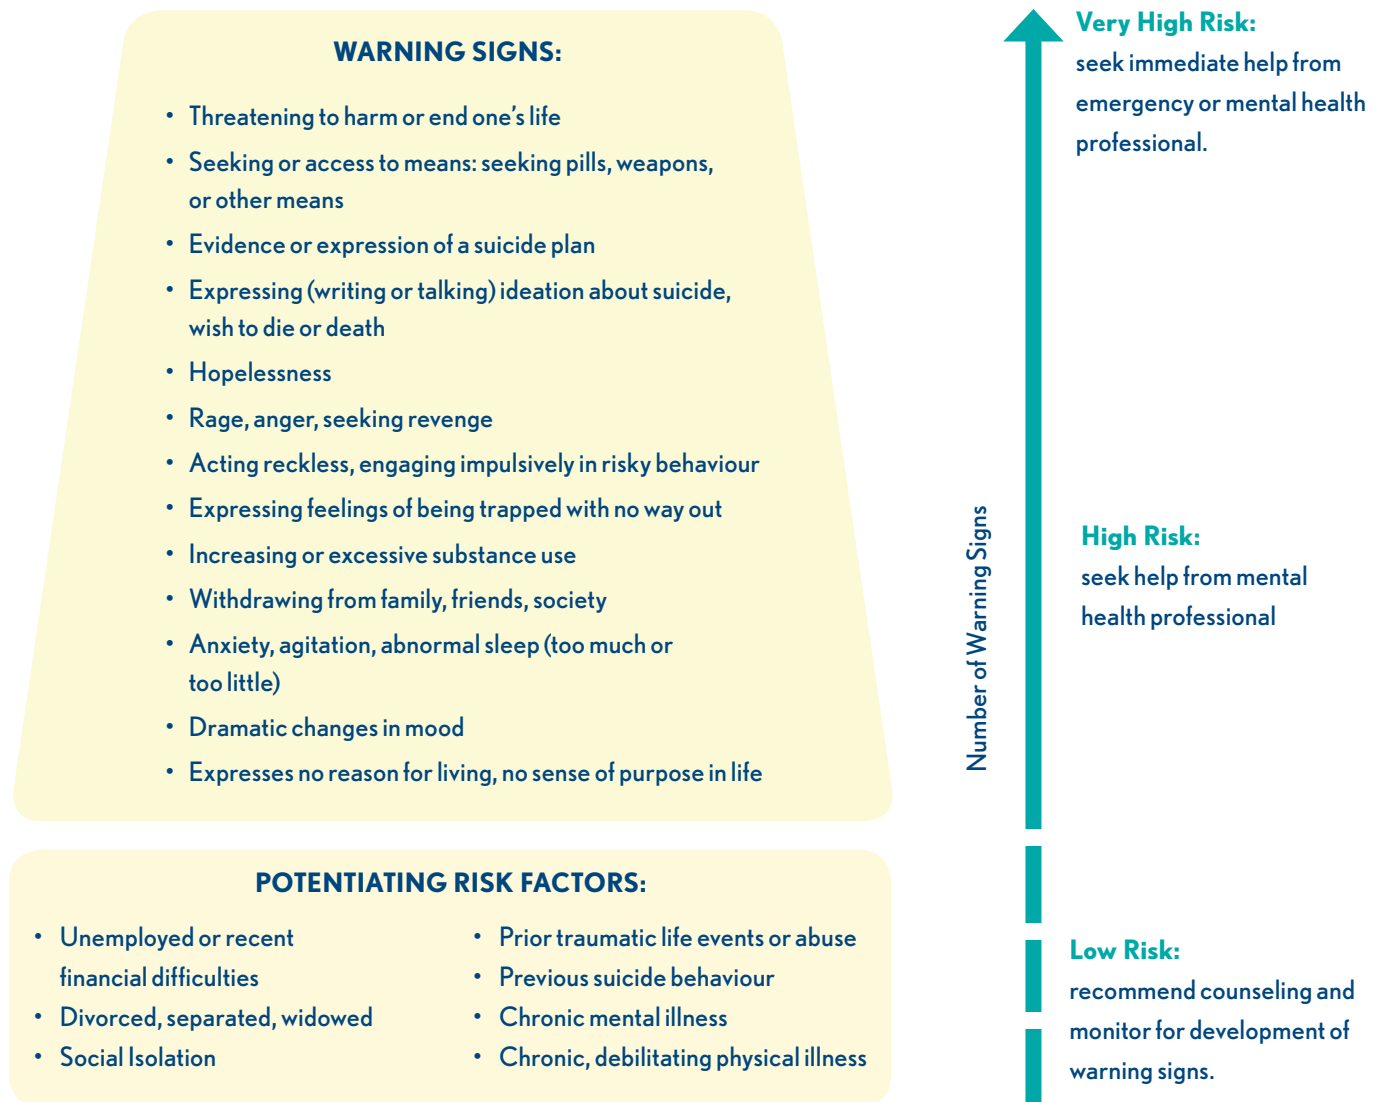 WARNING SIGNS:
• Threatening to harm or end one’s life
• Seeking or access to means: seeking pills, weapons,
or other means
• Evidence or expression of a suicide plan
• Expressing (writing or talking) ideation about suicide,
wish to die or death
• Hopelessness
• Rage, anger, seeking revenge
• Acting reckless, engaging impulsively in risky behaviour
• Expressing feelings of being trapped with no way out
• Increasing or excessive substance use
• Withdrawing from family, friends, society
• Anxiety, agitation, abnormal sleep (too much or
too little)
• Dramatic changes in mood
• Expresses no reason for living, no sense of purpose in life
POTENTIATING RISK FACTORS:
• Unemployed or recent
financial difficulties
• Divorced, separated, widowed
• Social Isolation
• Prior traumatic life events or abuse
• Previous suicide behaviour
• Chronic mental illness
• Chronic, debilitating physical illness
Number of Warning Signs
Very High Risk:
seek immediate help from
emergency or mental health
professional.
High Risk:
seek help from mental
health professional
Low Risk:
recommend counseling and
monitor for development of
warning signs.